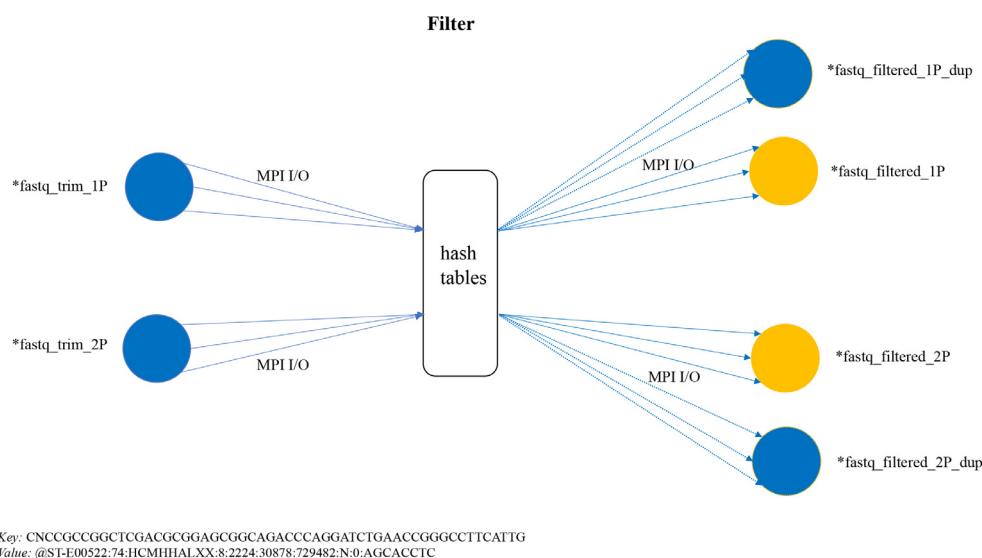 Filter
*fastq_filtered_1P_dup
MPI I/O
MPI I/O
*fastq_filtered_1P
*fastq_trim_1P
hash
tables
*fastq_trim_2P
*fastq_filtered_2P
MPI I/O
MPI I/O
*fastq_filtered_2P_dup
Key: CNCCGCCGGCTCGACGCGGAGCGGCAGACCCAGGATCTGAACCGGGCCTTCATTG
Value: @ST-E00522:74:HCMHHALXX:8:2224:30878:729482:N:0:AGCACCTC